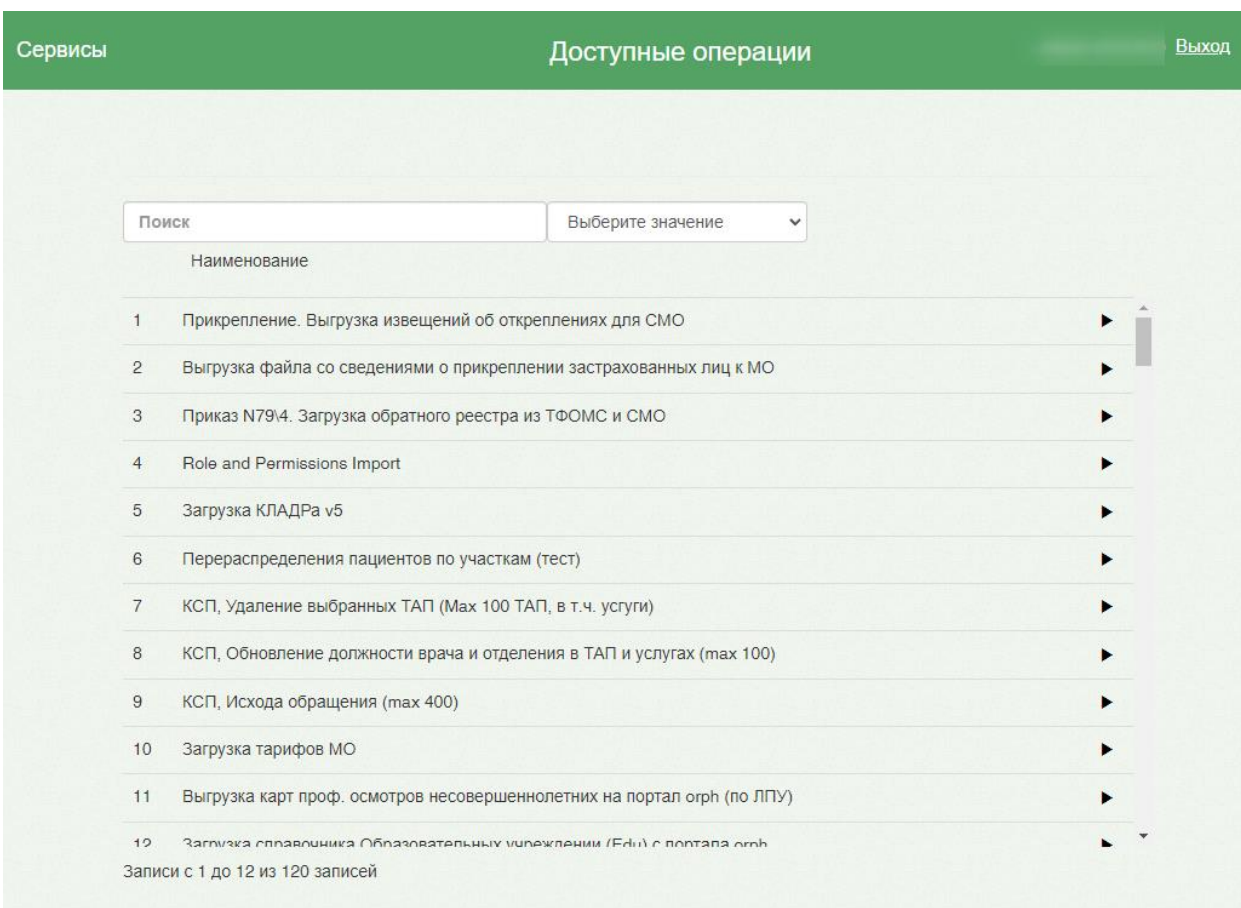 Сервисы
Доступные операции
Выход
Поиск
Выберите значение
Наименование
1 Прикрепление. Выгрузка извещений об откреплениях для СМО
2 Выгрузка файла со сведениями о прикреплении застрахованных лиц к МО
3 Приказ N79\4. Загрузка обратного реестра из ТФОМС и СМО
4 Role and Permissions Import
5 Загрузка КЛАДРа v5
6 Перераспределения пациентов по участкам (тест)
7 КСП, Удаление выбранных ТАП (Max 100 ТАП, в т.ч. усгуги)
8 КСП, Обновление должности врача и отделения в ТАП и услугах (max 100)
9 КСП, Исхода обращения (max 400)
10 Загрузка тарифов МО
11 Выгрузка карт проф. осмотров несовершеннолетних на портал orph (по ЛПУ)
12 Загрузка справочника Образовательных учреждении (Edu) с портала orph
Записи с 1 до 12 из 120 записей